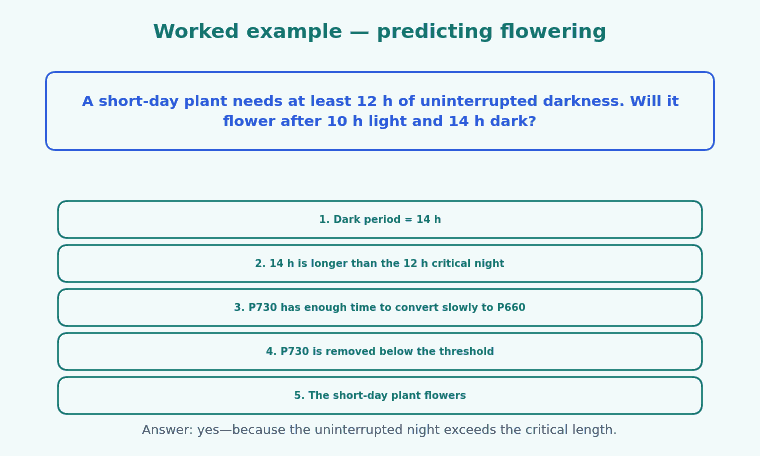 Worked example — predicting flowering
A short-day plant needs at least 12 h of uninterrupted darkness. Will it
flower after 10 h light and 14 h dark?
1. Dark period = 14 h
2. 14 h is longer than the 12 h critical night
3. P730 has enough time to convert slowly to P660
4. P730 is removed below the threshold
5. The short-day plant flowers
Answer: yes—because the uninterrupted night exceeds the critical length.